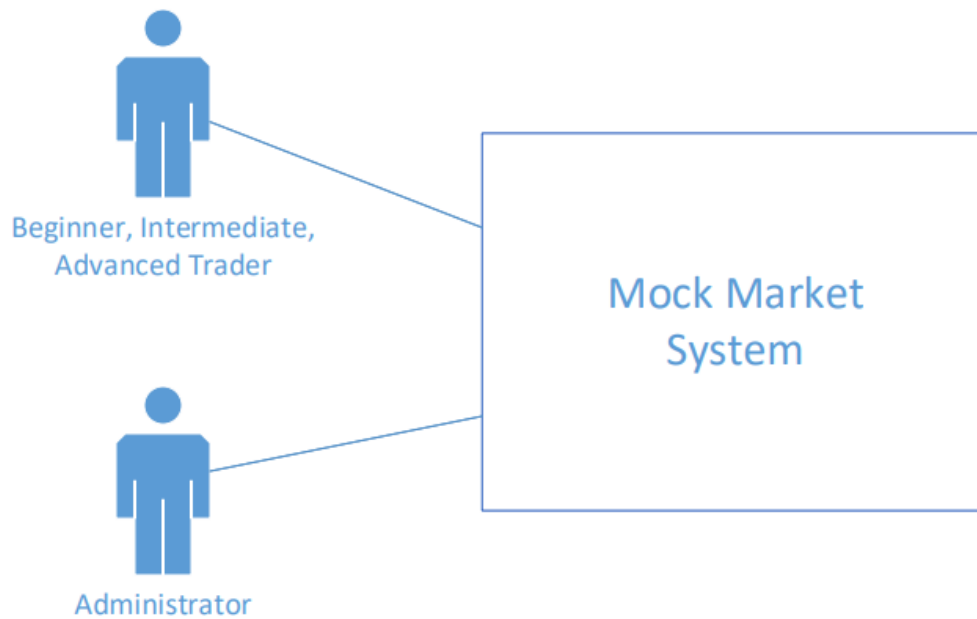 Beginner, Intermediate,
Advanced Trader
Mock Market
System
Administrator